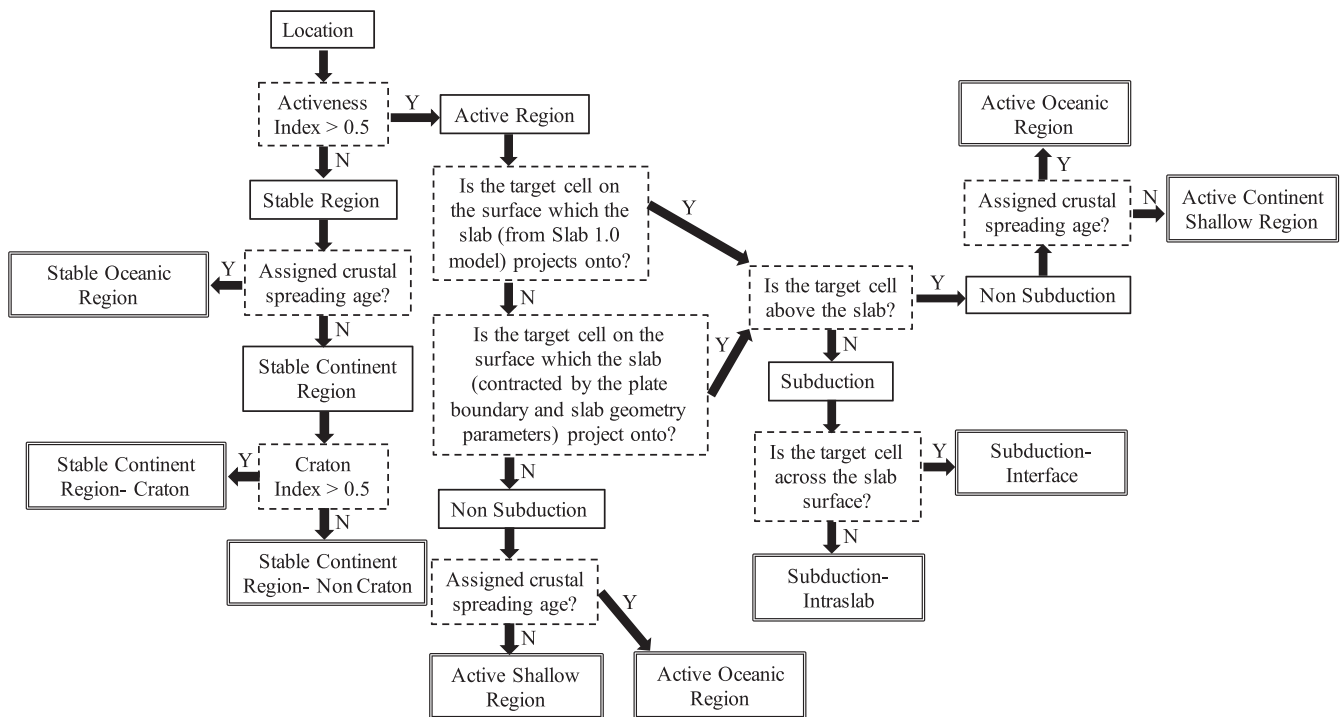 Location
Activeness
Index > 0.5
Y
Active Region
N
Stable Region
Assigned crustal
spreading age?
Y
Stable Oceanic
Region
N
Stable Continent
Region
Craton
Index > 0.5
Y
Stable Continent
Region- Craton
N
Stable Continent
Region- Non Craton
Is the target cell on
the surface which the
slab (from Slab 1.0
model) projects onto?
Y
N
Is the target cell on the
surface which the slab
(contracted by the plate
boundary and slab geometry
parameters) project onto?
Y
N
Non Subduction
Assigned crustal
spreading age?
Y
N
Active Shallow
Region
Active Oceanic
Region
Is the target cell
above the slab?
Y
N
Subduction
Is the target cell
across the slab
surface?
Y
Subduction-
Interface
N
Subduction-
Intraslab
Non Subduction
Assigned crustal
spreading age?
Y
Active Oceanic
Region
N
Active Continent
Shallow Region